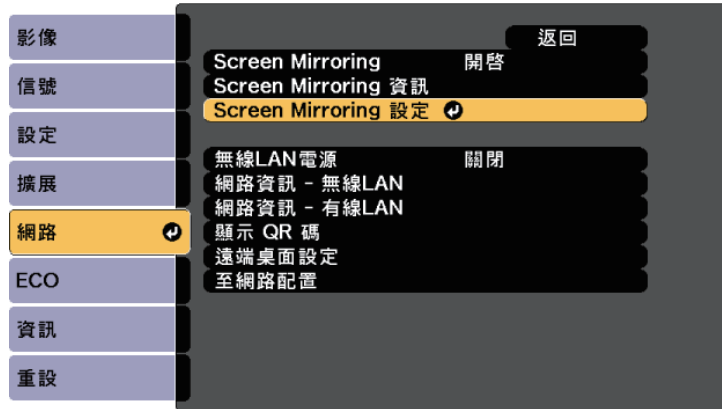 影像
信號
設定
擴展
網路
ECO
資訊
重設
返回
Screen Mirroring 開啓
Screen Mirroring 資訊
Screen Mirroring 設定
無線LAN電源 關閉
網路資訊 - 無線LAN
網路資訊 - 有線LAN
顯示 QR 碼
遠端桌面設定
至網路配置